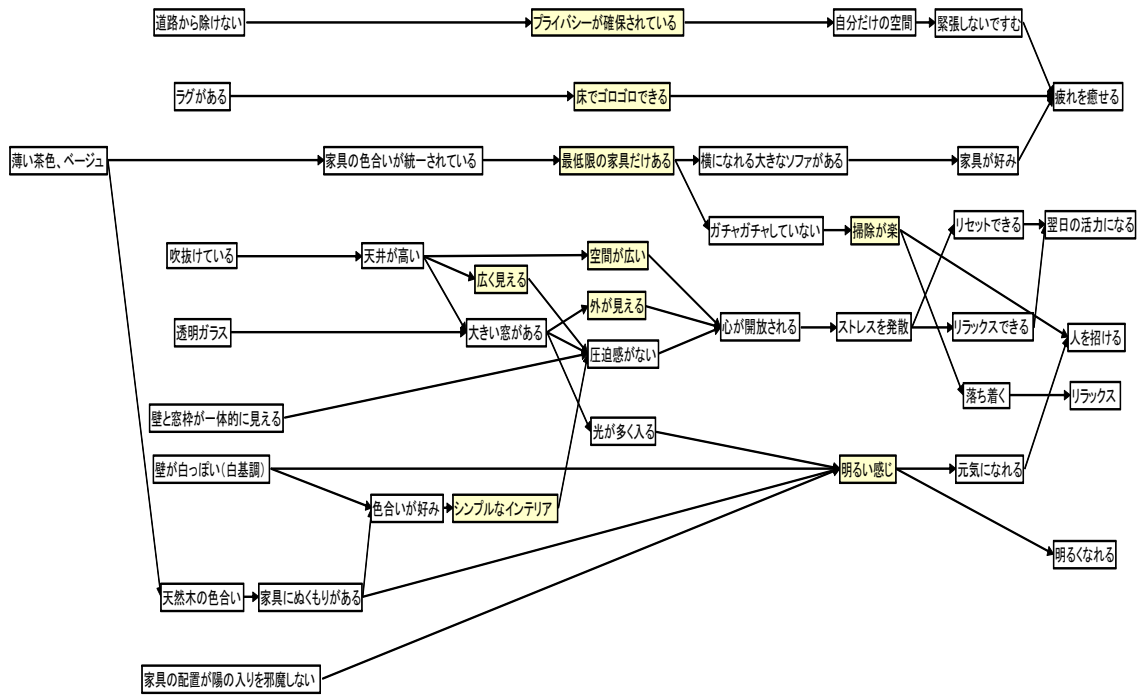 道路から除けない
プライバシーが確保されている
自分だけの空間
緊張しないですむ
ラグがある
床でゴロゴロできる
疲れを癒せる
薄い茶色、ベージュ
家具の色合いが統一されている
最低限の家具だけある
横になれる大きなソファがある
家具が好み
ガチャガチャしていない
掃除が楽
リセットできる
翌日の活力になる
吹抜けている
天井が高い
空間が広い
広く見える
外が見える
透明ガラス
大きい窓がある
心が開放される
ストレスを発散
リラックスできる
人を招ける
圧迫感がない
落ち着く
リラックス
壁と窓枠が一体的に見える
光が多く入る
壁が白っぽい（白基調）
明るい感じ
元気になれる
色合いが好み
シンプルなインテリア
明るくなれる
天然木の色合い
家具にぬくもりがある
家具の配置が陽の入りを邪魔しない